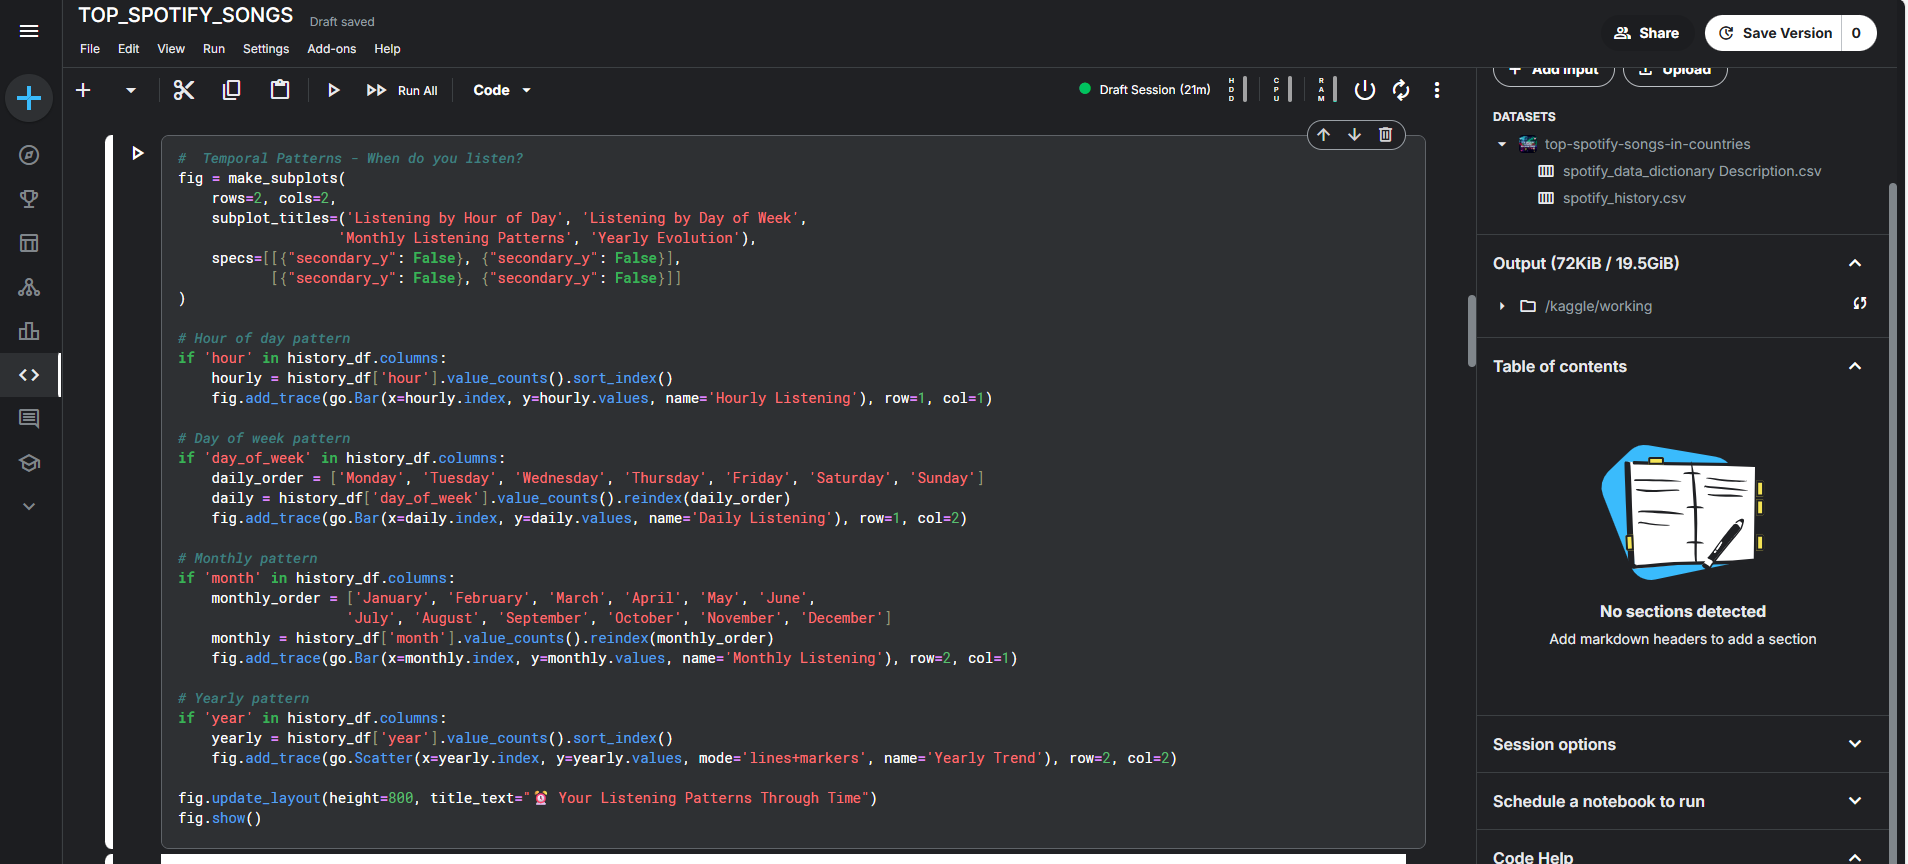 TOP_SPOTIFY_SONGS
Draft saved
File Edit View Run Settings Add-ons Help
Share
Save Version 0
Run All
Code
Draft Session (21m)
HDD
CPU
RAM
#  Temporal Patterns - When do you listen?
fig = make_subplots(
    rows=2, cols=2,
    subplot_titles=('Listening by Hour of Day', 'Listening by Day of Week',
                   'Monthly Listening Patterns', 'Yearly Evolution'),
    specs=[[{"secondary_y": False}, {"secondary_y": False}],
           [{"secondary_y": False}, {"secondary_y": False}]]
)
# Hour of day pattern
if 'hour' in history_df.columns:
    hourly = history_df['hour'].value_counts().sort_index()
    fig.add_trace(go.Bar(x=hourly.index, y=hourly.values, name='Hourly Listening'), row=1, col=1)
# Day of week pattern
if 'day_of_week' in history_df.columns:
    daily_order = ['Monday', 'Tuesday', 'Wednesday', 'Thursday', 'Friday', 'Saturday', 'Sunday']
    daily = history_df['day_of_week'].value_counts().reindex(daily_order)
    fig.add_trace(go.Bar(x=daily.index, y=daily.values, name='Daily Listening'), row=1, col=2)
# Monthly pattern
if 'month' in history_df.columns:
    monthly_order = ['January', 'February', 'March', 'April', 'May', 'June',
                    'July', 'August', 'September', 'October', 'November', 'December']
    monthly = history_df['month'].value_counts().reindex(monthly_order)
    fig.add_trace(go.Bar(x=monthly.index, y=monthly.values, name='Monthly Listening'), row=2, col=1)
# Yearly pattern
if 'year' in history_df.columns:
    yearly = history_df['year'].value_counts().sort_index()
    fig.add_trace(go.Scatter(x=yearly.index, y=yearly.values, mode='lines+markers', name='Yearly Trend'), row=2, col=2)
fig.update_layout(height=800, title_text="⏰ Your Listening Patterns Through Time")
fig.show()
Add Input
Upload
DATASETS
top-spotify-songs-in-countries
spotify_data_dictionary Description.csv
spotify_history.csv
Output (72KiB / 19.5GiB)
/kaggle/working
Table of contents
No sections detected
Add markdown headers to add a section
Session options
Schedule a notebook to run
Code Help